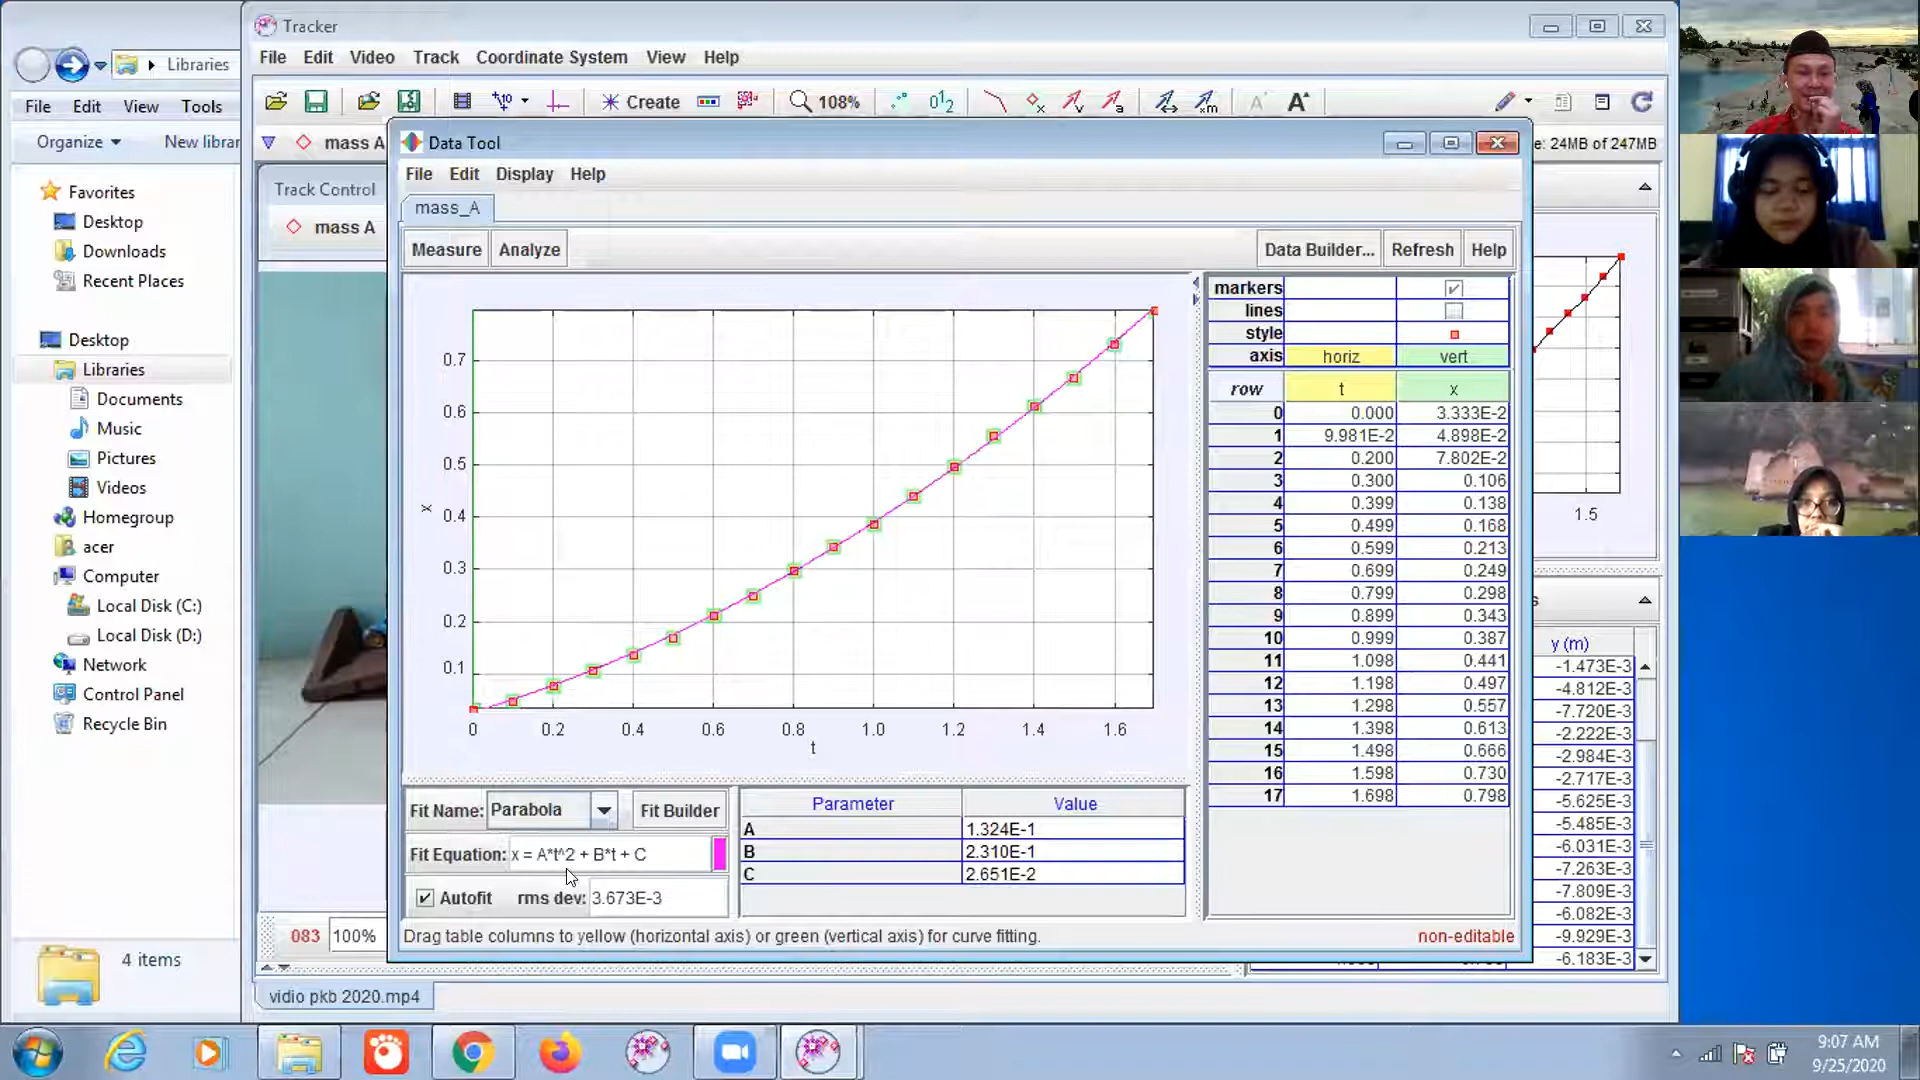 Tracker
File Edit Video Track Coordinate System View Help
Libraries
File Edit View Tools
Create 108%
Organize New librar
mass A
24MB of 247MB
Data Tool
File Edit Display Help
mass_A
Measure Analyze Data Builder... Refresh Help
Track Control
mass A
Favorites
Desktop
Downloads
Recent Places
Desktop
Libraries
Documents
Music
Pictures
Videos
Homegroup
acer
Computer
Local Disk (C:)
Local Disk (D:)
Network
Control Panel
Recycle Bin
4 items
x
0.7
0.6
0.5
0.4
0.3
0.2
0.1
0 0.2 0.4 0.6 0.8 1.0 1.2 1.4 1.6
t
markers
lines
style
axis horiz vert
row t x
0 0.000 3.333E-2
1 9.981E-2 4.898E-2
2 0.200 7.802E-2
3 0.300 0.106
4 0.399 0.138
5 0.499 0.168
6 0.599 0.213
7 0.699 0.249
8 0.799 0.298
9 0.899 0.343
10 0.999 0.387
11 1.098 0.441
12 1.198 0.497
13 1.298 0.557
14 1.398 0.613
15 1.498 0.666
16 1.598 0.730
17 1.698 0.798
1.5
y (m)
-1.473E-3
-4.812E-3
-7.720E-3
-2.222E-3
-2.984E-3
-2.717E-3
-5.625E-3
-5.485E-3
-6.031E-3
-7.263E-3
-7.809E-3
-6.082E-3
-9.929E-3
-6.183E-3
Fit Name: Parabola Fit Builder
Fit Equation: x = A*t^2 + B*t + C
Autofit rms dev: 3.673E-3
Parameter Value
A 1.324E-1
B 2.310E-1
C 2.651E-2
Drag table columns to yellow (horizontal axis) or green (vertical axis) for curve fitting.
non-editable
083 100%
vidio pkb 2020.mp4
9:07 AM
9/25/2020